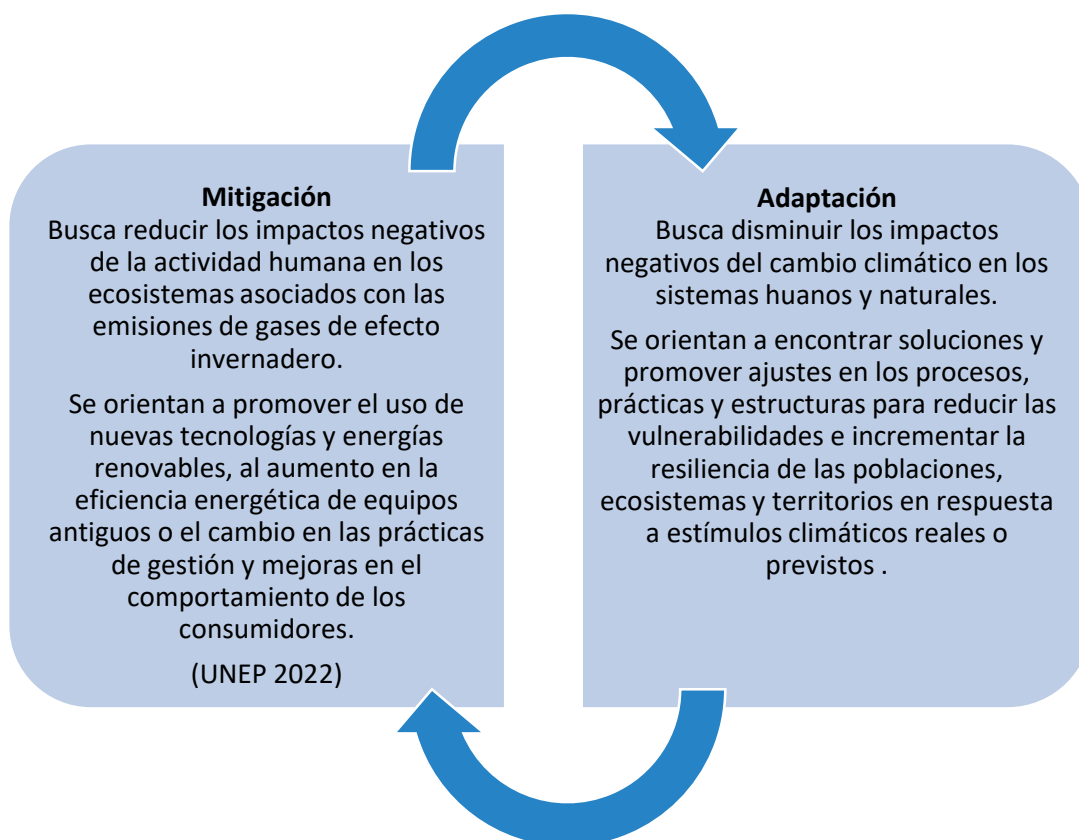 Mitigación
Busca reducir los impactos negativos
de la actividad humana en los
ecosistemas asociados con las
emisiones de gases de efecto
invernadero.
Se orientan a promover el uso de
nuevas tecnologías y energías
renovables, al aumento en la
eficiencia energética de equipos
antiguos o el cambio en las prácticas
de gestión y mejoras en el
comportamiento de los
consumidores.
(UNEP 2022)
Adaptación
Busca disminuir los impactos
negativos del cambio climático en los
sistemas huanos y naturales.
Se orientan a encontrar soluciones y
promover ajustes en los procesos,
prácticas y estructuras para reducir las
vulnerabilidades e incrementar la
resiliencia de las poblaciones,
ecosistemas y territorios en respuesta
a estímulos climáticos reales o
previstos .